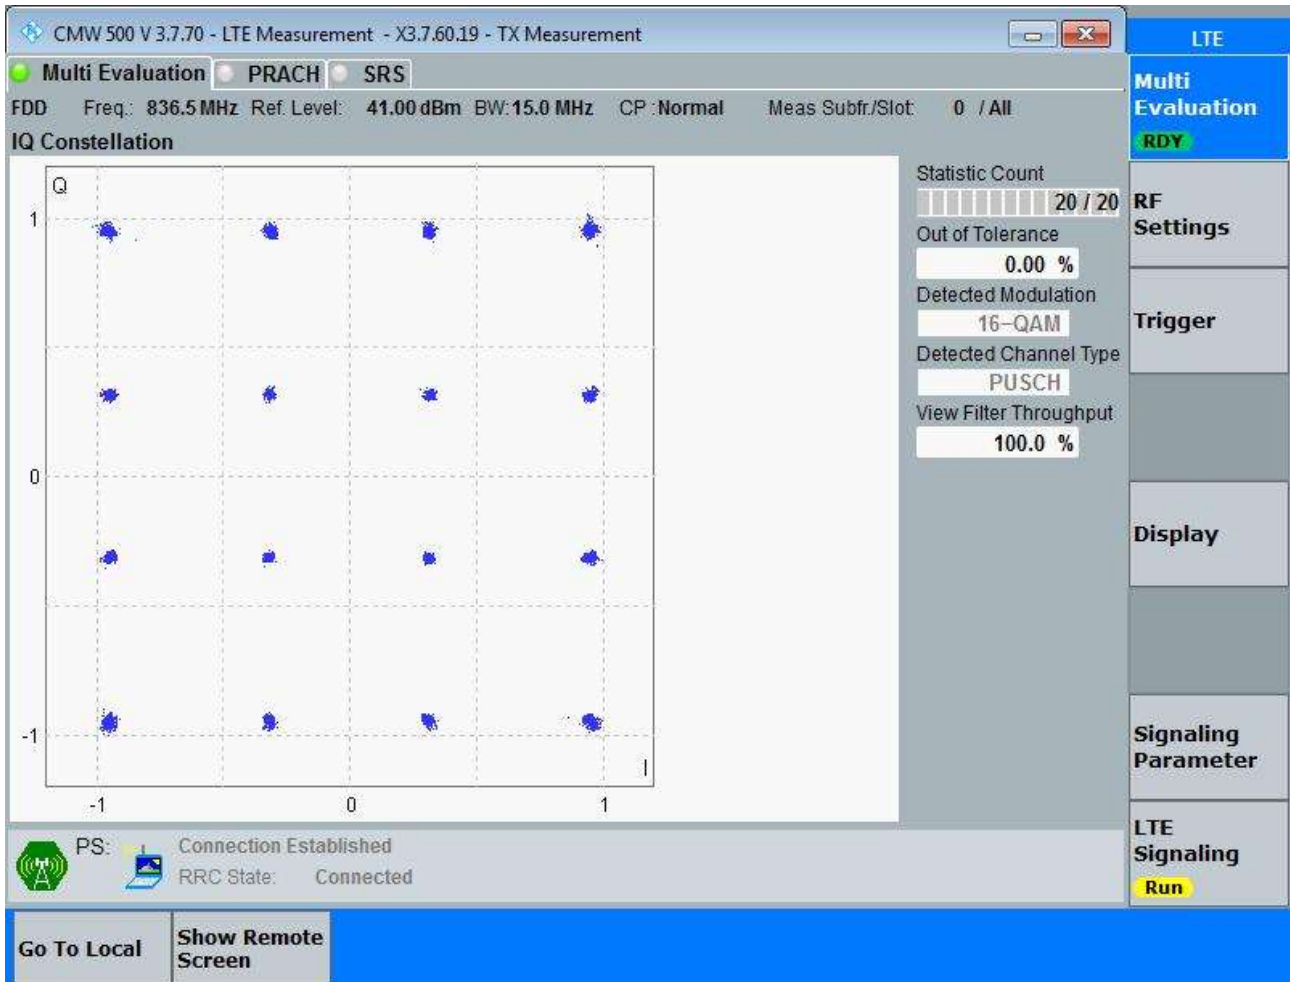 CMW 500 V 3.7.70 - LTE Measurement - X3.7.60.19 - TX Measurement
LTE
Multi Evaluation PRACH SRS
FDD Freq.: 836.5 MHz Ref. Level: 41.00 dBm BW: 15.0 MHz CP : Normal Meas Subfr./Slot: 0 / All
IQ Constellation
Q
1
0
-1
I
-1 0 1
Statistic Count
20 / 20
Out of Tolerance
0.00 %
Detected Modulation
16-QAM
Detected Channel Type
PUSCH
View Filter Throughput
100.0 %
Multi
Evaluation
RDY
RF
Settings
Trigger
Display
Signaling
Parameter
LTE
Signaling
Run
PS: Connection Established
RRC State: Connected
Go To Local
Show Remote
Screen